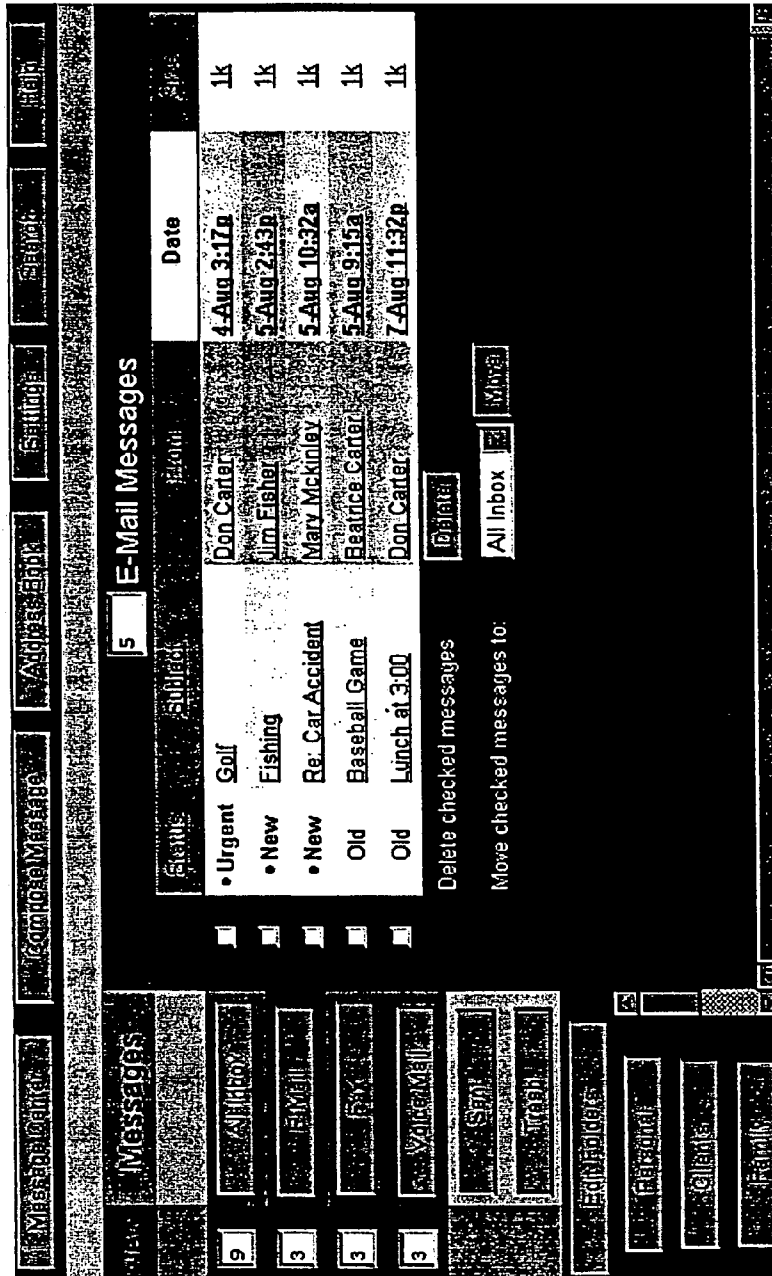 Message Center Compose Message Address Book Settings Search Help
New Messages
9 All Inbox
3 E-Mail
3 Fax
3 Voice Mail
Sent
Trash
Ed Folders
Personal
Clients
Family
5 E-Mail Messages
Status Subject From Date Size
• Urgent Golf Don Carter 4-Aug 3:17p 1k
• New Fishing Jim Fisher 5-Aug 2:43p 1k
• New Re: Car Accident Mary Mckinley 5-Aug 10:32a 1k
Old Baseball Game Beatrice Carter 5-Aug 9:15a 1k
Old Lunch at 3:00 Don Carter 7-Aug 11:32p 1k
Delete checked messages Delete
Move checked messages to: All Inbox Move